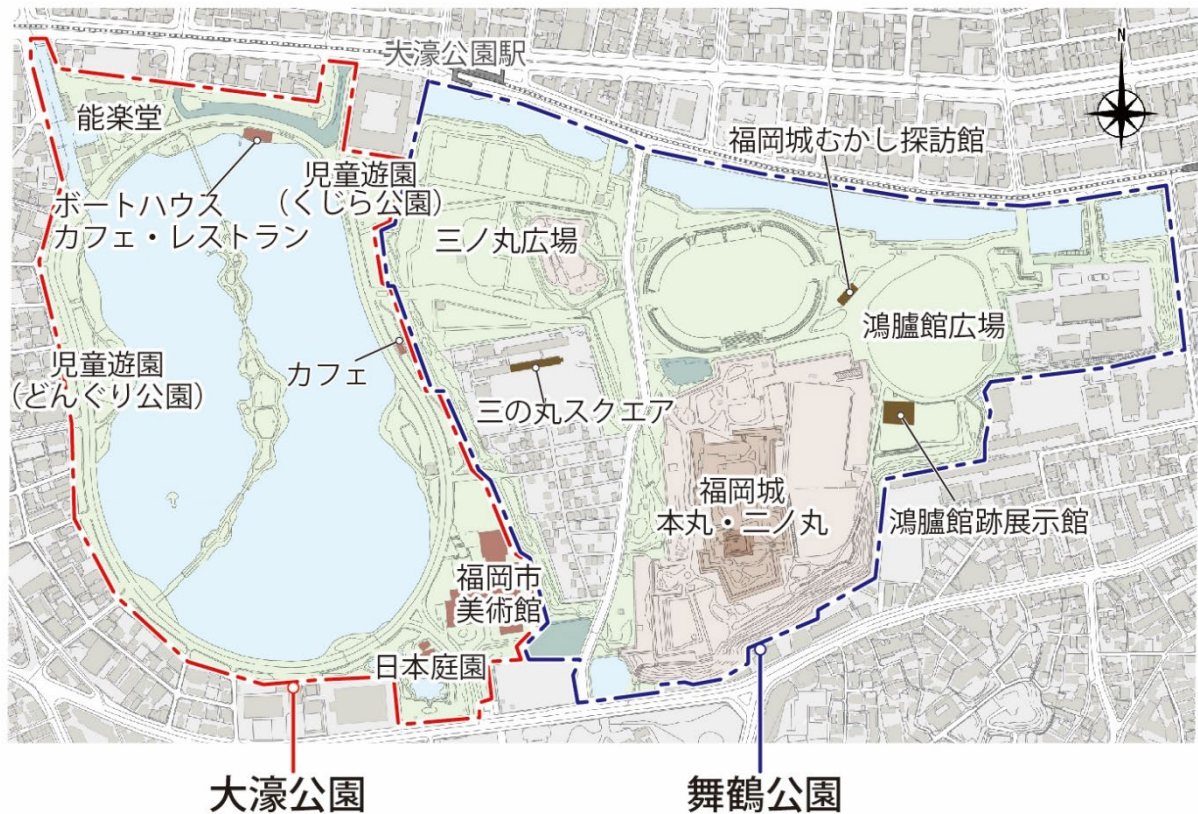 大濠公園駅
N
能楽堂
福岡城むかし探訪館
児童遊園
(くじら公園)
ボートハウス
カフェ・レストラン
三ノ丸広場
鴻臚館広場
児童遊園
(どんぐり公園)
カフェ
三の丸スクエア
福岡城
本丸・二ノ丸
鴻臚館跡展示館
福岡市
美術館
日本庭園
大濠公園
舞鶴公園